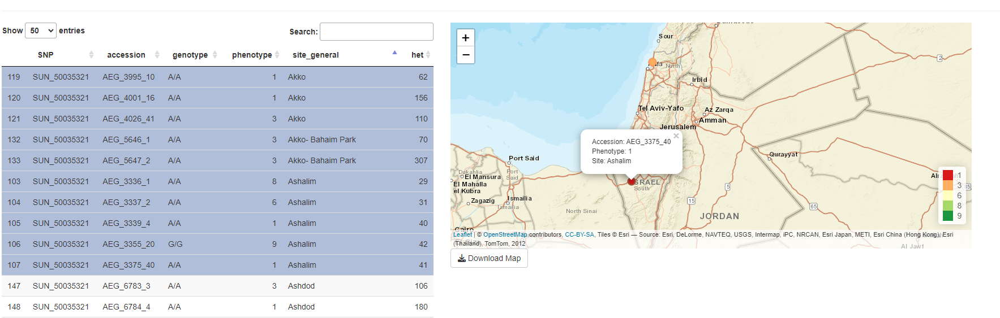 Show 50 entries
Search:
SNP accession genotype phenotype site_general het
119 SUN_50035321 AEG_3995_10 A/A 1 Akko 62
120 SUN_50035321 AEG_4001_16 A/A 1 Akko 156
121 SUN_50035321 AEG_4026_41 A/A 3 Akko 110
132 SUN_50035321 AEG_5646_1 A/A 3 Akko- Bahaim Park 70
133 SUN_50035321 AEG_5647_2 A/A 3 Akko- Bahaim Park 307
103 SUN_50035321 AEG_3336_1 A/A 8 Ashalim 29
104 SUN_50035321 AEG_3337_2 A/A 6 Ashalim 31
105 SUN_50035321 AEG_3339_4 A/A 1 Ashalim 40
106 SUN_50035321 AEG_3355_20 G/G 9 Ashalim 42
107 SUN_50035321 AEG_3375_40 A/A 1 Ashalim 41
147 SUN_50035321 AEG_6783_3 A/A 3 Ashdod 106
148 SUN_50035321 AEG_6784_4 A/A 1 Ashdod 180
+
−
Sour
2
North
Irbid
Tel Aviv-Yafo
Az Zarqa
Amman
Jerusalem
Accession: AEG_3375_40
×
Phenotype: 1
Site: Ashalim
Qurayyat
Port Said
Dakahlia
Port
Said
El Mansura
El Mahalla
el Kubra
Zagazig
Ismailia
Ismailia
North Sinai
SRAEL
South
5
15
65
JORDAN
1
3
6
8
9
Cairo
Leaflet | © OpenStreetMap contributors, CC-BY-SA, Tiles © Esri — Source: Esri, DeLorme, NAVTEQ, USGS, Intermap, iPC, NRCAN, Esri Japan, METI, Esri China (Hong Kong), Esri
(Thailand), TomTom, 2012
Al Jawf
Download Map